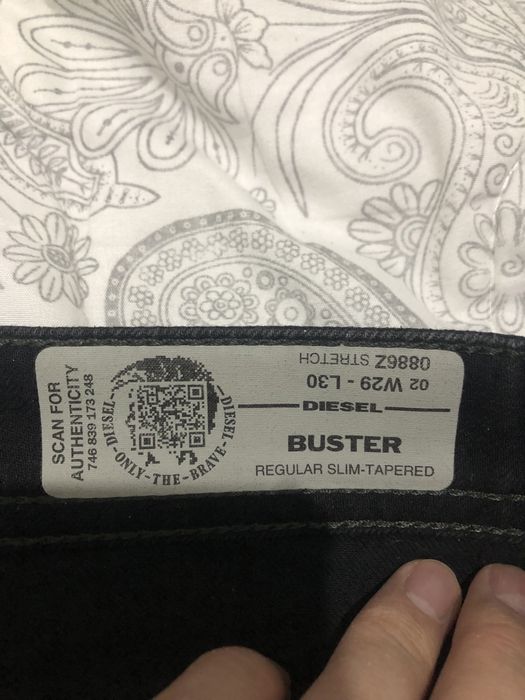 SCAN FOR
AUTHENTICITY
746 839 173 248
DIESEL
ONLY-THE-BRAVE
DIESEL
0886Z STRETCH
02 W29 - L30
DIESEL
BUSTER
REGULAR SLIM-TAPERED